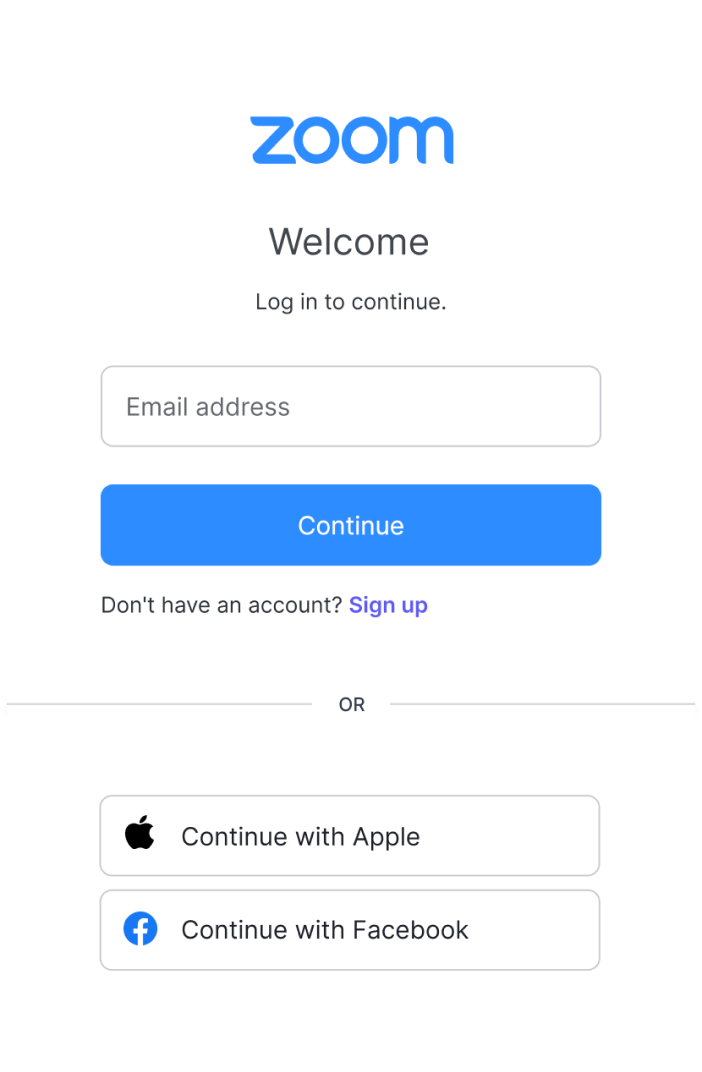 zoom
Welcome
Log in to continue.
Email address
Continue
Don't have an account? Sign up
OR
Continue with Apple
Continue with Facebook